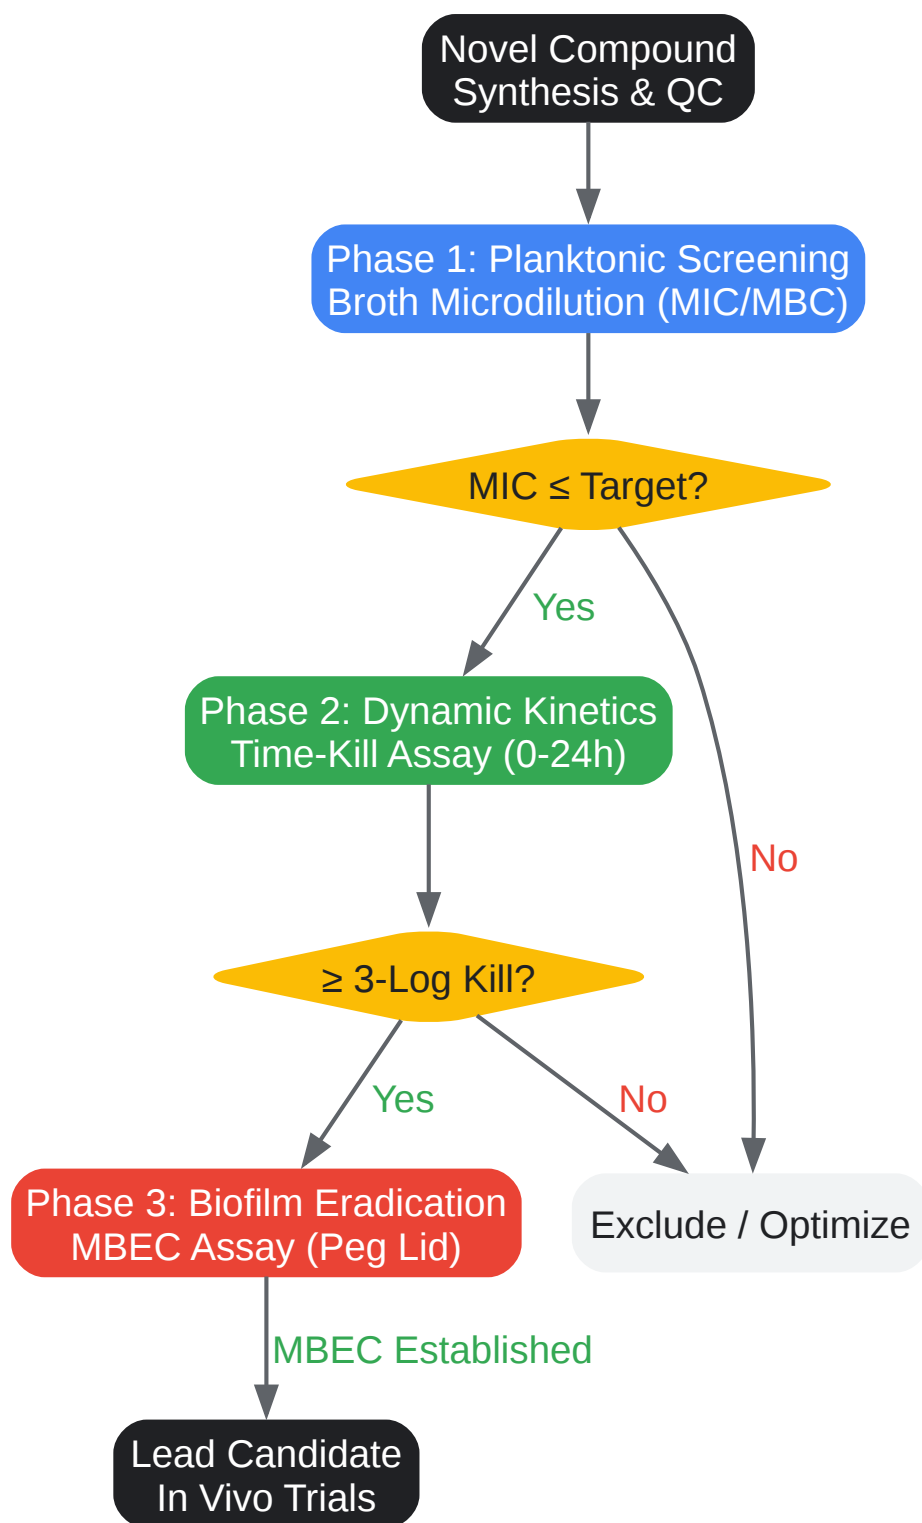 Novel Compound
Synthesis & QC
Phase 1: Planktonic Screening
Broth Microdilution (MIC/MBC)
MIC ≤ Target?
Yes
Phase 2: Dynamic Kinetics
Time-Kill Assay (0-24h)
No
≥ 3-Log Kill?
Yes
No
Phase 3: Biofilm Eradication
MBEC Assay (Peg Lid)
Exclude / Optimize
MBEC Established
Lead Candidate
In Vivo Trials